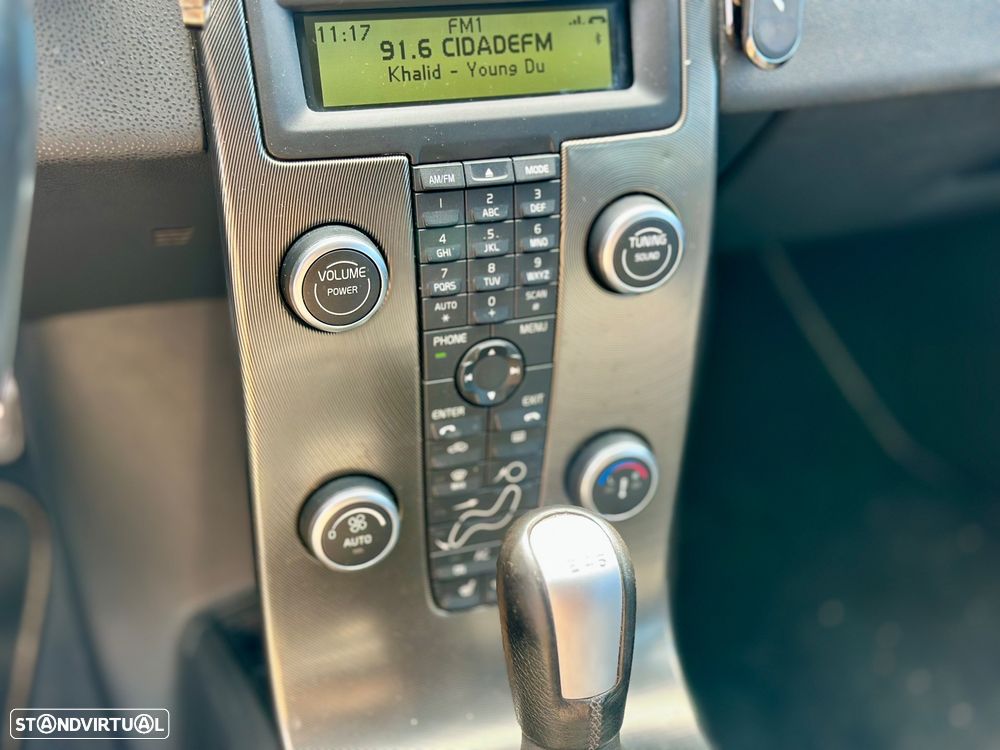 11:17 FM1
91.6 CIDADEFM
Khalid - Young Du
AM/FM MODE
1 2 ABC 3 DEF
4 GHI .5. JKL 6 MNO
7 PQRS 8 TUV 9 WXYZ
AUTO * 0 + SCAN #
VOLUME
POWER
TUNING
SOUND
PHONE MENU
ENTER EXIT
0 AUTO
AC
STANDVIRTUAL